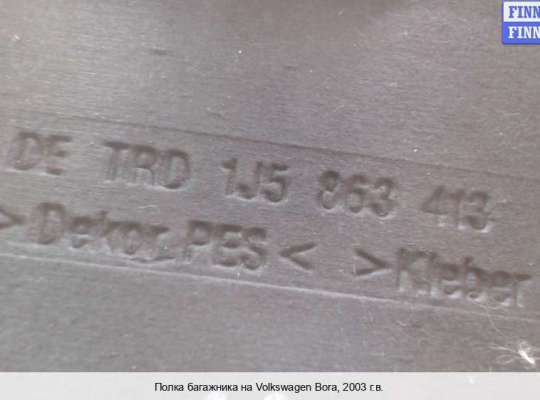 FINN
FINN
DE TRD 1J5 863 413
>Dekor PES< >Kleber
Полка багажника на Volkswagen Bora, 2003 г.в.